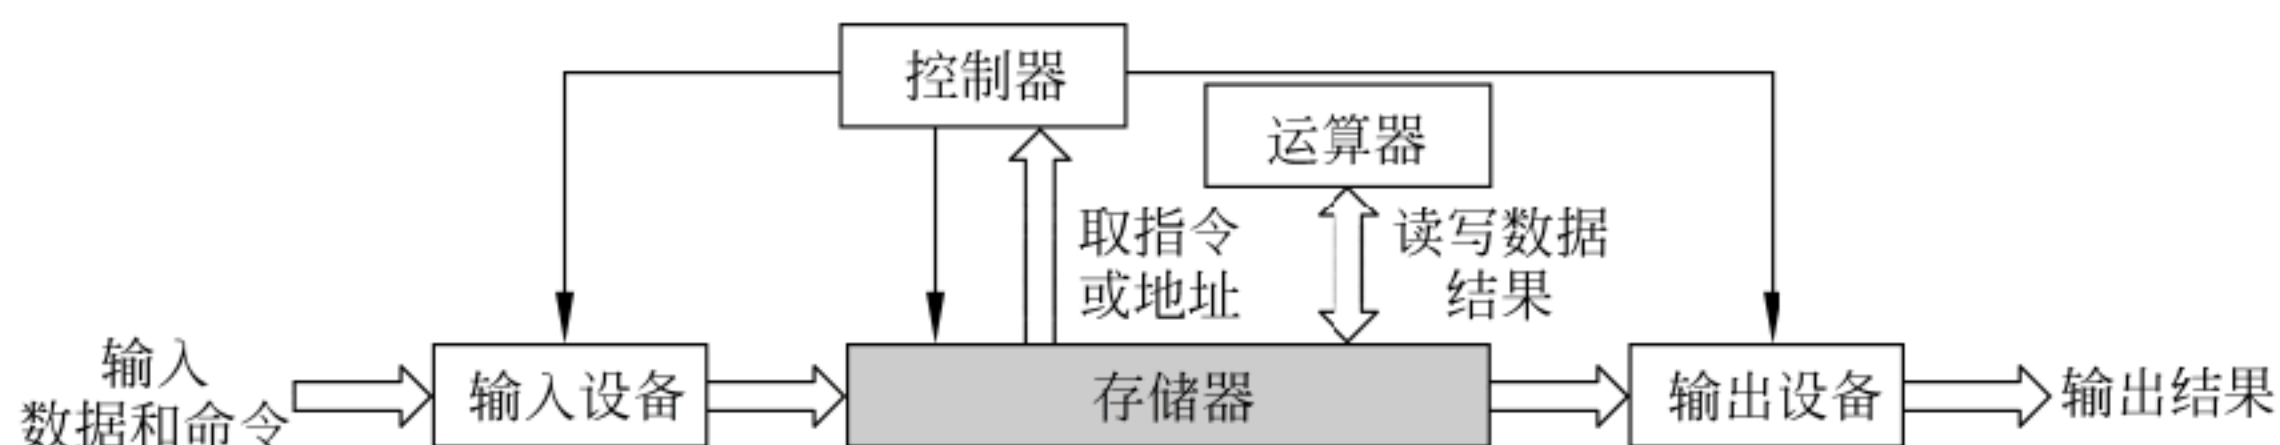 控制器
运算器
取指令
或地址
读写数据
结果
输入
数据和命令
输入设备
存储器
输出设备
输出结果